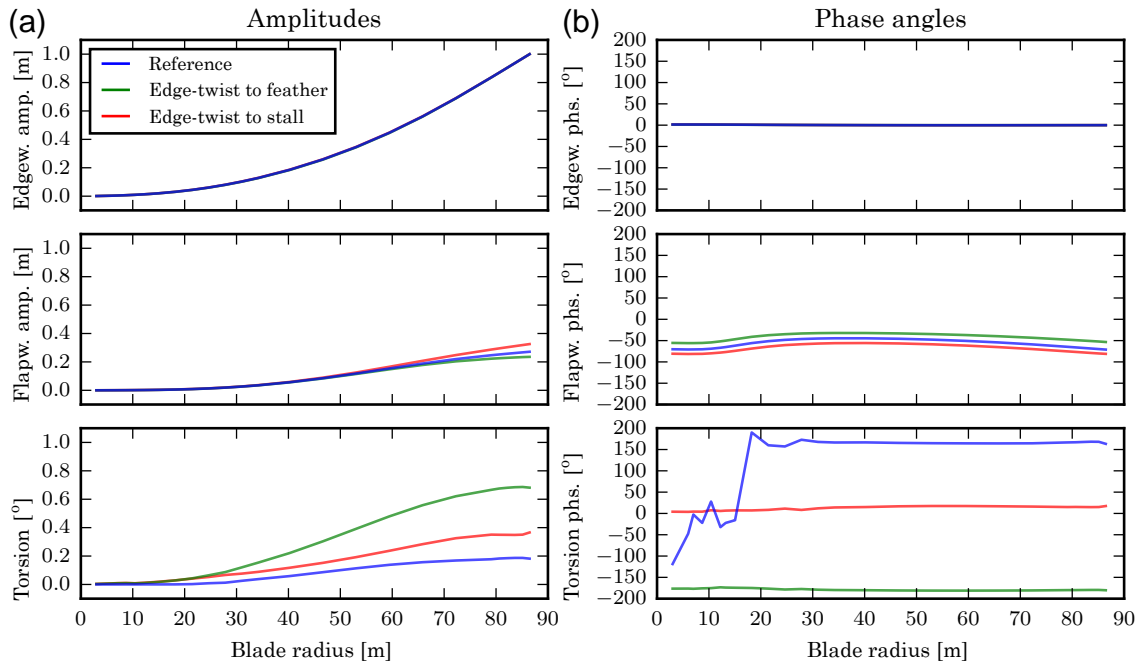 (a)
Amplitudes
(b)
Phase angles
Edgew. amp. [m]
1.0
0.8
0.6
0.4
0.2
0.0
Reference
Edge-twist to feather
Edge-twist to stall
Edgew. phs. [°]
200
150
100
50
0
−50
−100
−150
−200
Flapw. amp. [m]
1.0
0.8
0.6
0.4
0.2
0.0
Flapw. phs. [°]
200
150
100
50
0
−50
−100
−150
−200
Torsion [°]
1.0
0.8
0.6
0.4
0.2
0.0
0 10 20 30 40 50 60 70 80 90
Blade radius [m]
Torsion phs. [°]
200
150
100
50
0
−50
−100
−150
−200
0 10 20 30 40 50 60 70 80 90
Blade radius [m]